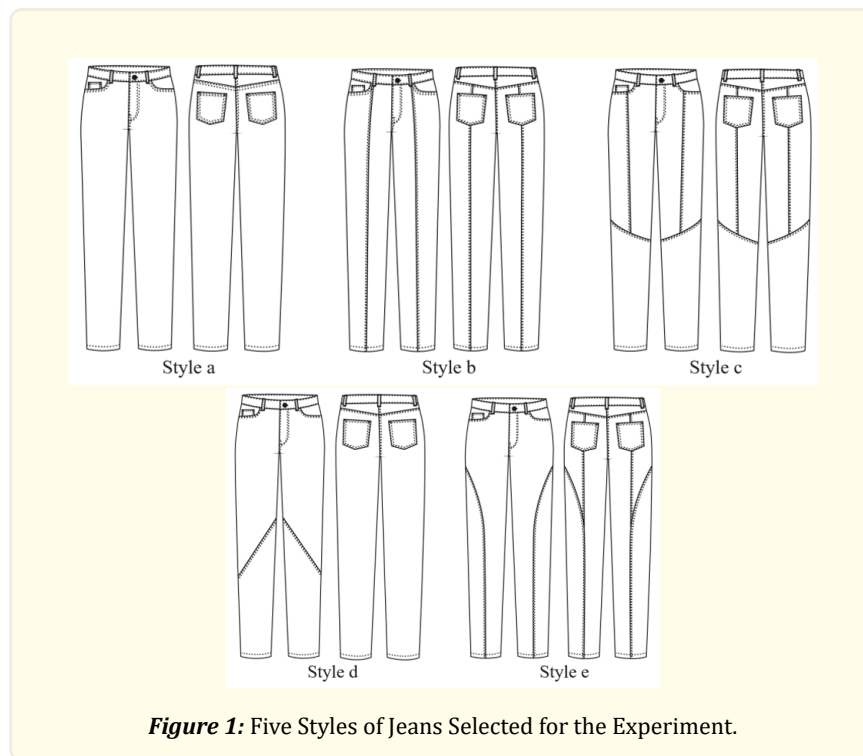 Style a
Style b
Style c
Style d
Style e
Figure 1: Five Styles of Jeans Selected for the Experiment.